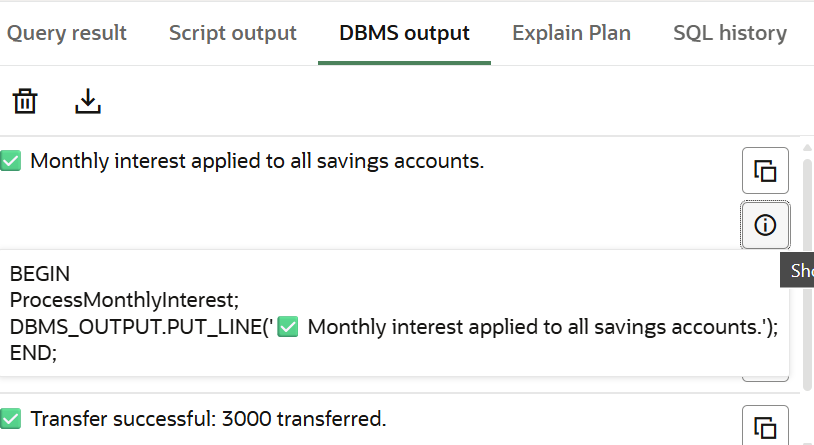 Query result Script output DBMS output Explain Plan SQL history
✅ Monthly interest applied to all savings accounts.
BEGIN
ProcessMonthlyInterest;
DBMS_OUTPUT.PUT_LINE('✅ Monthly interest applied to all savings accounts.');
END;
Sho
✅ Transfer successful: 3000 transferred.